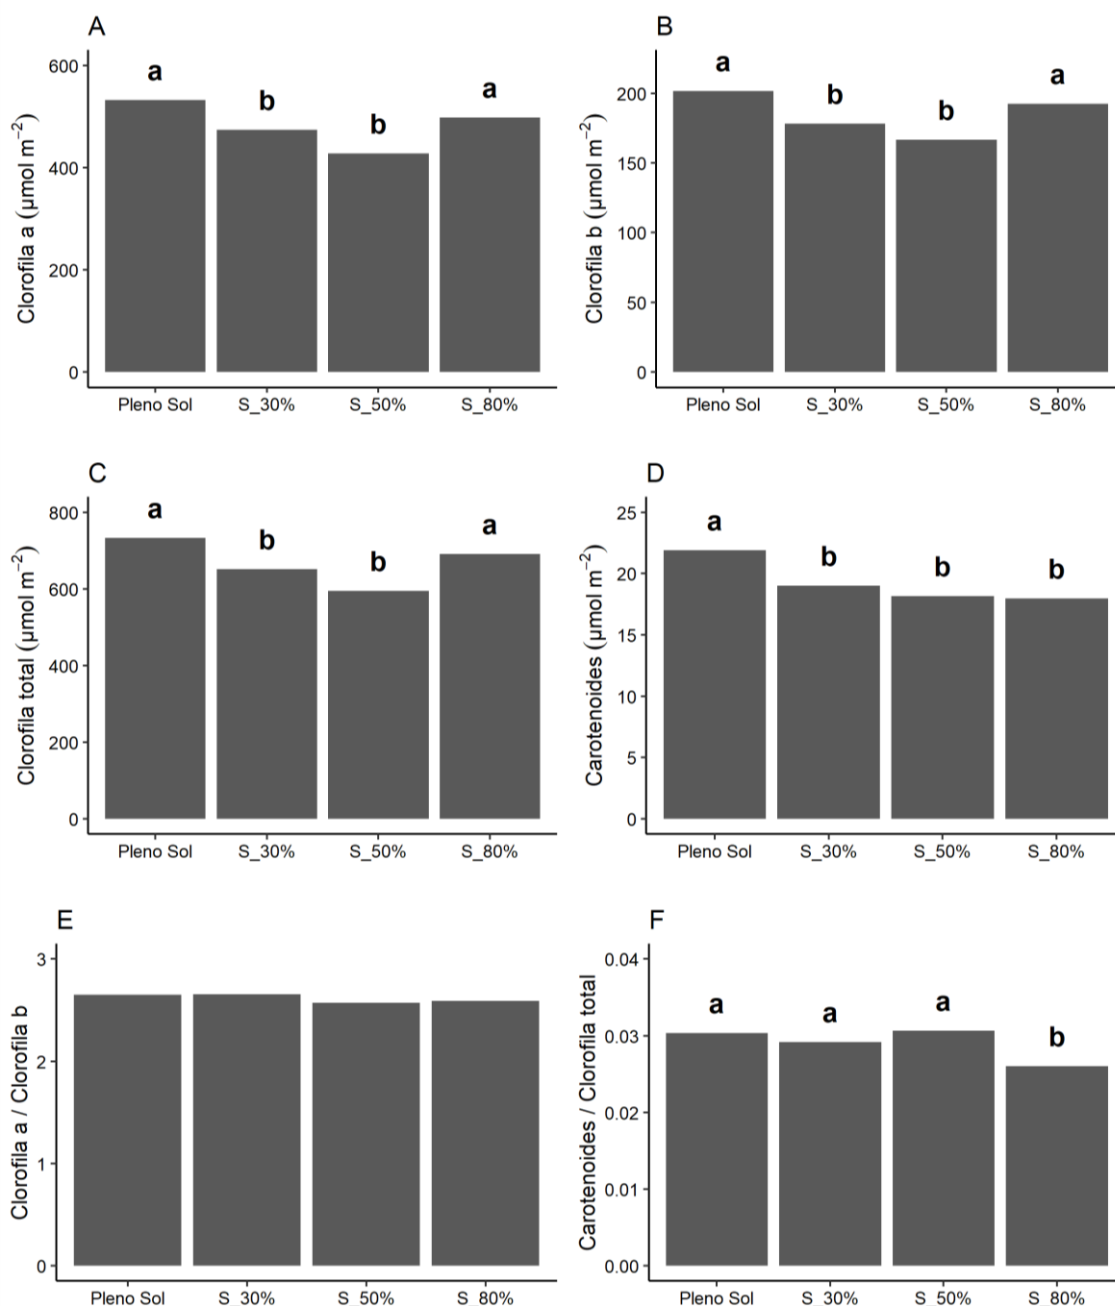 A
Clorofila a (µmol m⁻²)
600
400
200
0
a
b
b
a
Pleno Sol S_30% S_50% S_80%
B
Clorofila b (µmol m⁻²)
200
150
100
50
0
a
b
b
a
Pleno Sol S_30% S_50% S_80%
C
Clorofila total (µmol m⁻²)
800
600
400
200
0
a
b
b
a
Pleno Sol S_30% S_50% S_80%
D
Carotenoides (µmol m⁻²)
25
20
15
10
5
0
a
b
b
b
Pleno Sol S_30% S_50% S_80%
E
Clorofila a / Clorofila b
3
2
1
0
Pleno Sol S_30% S_50% S_80%
F
Carotenoides / Clorofila total
0.04
0.03
0.02
0.01
0.00
a
a
a
b
Pleno Sol S_30% S_50% S_80%